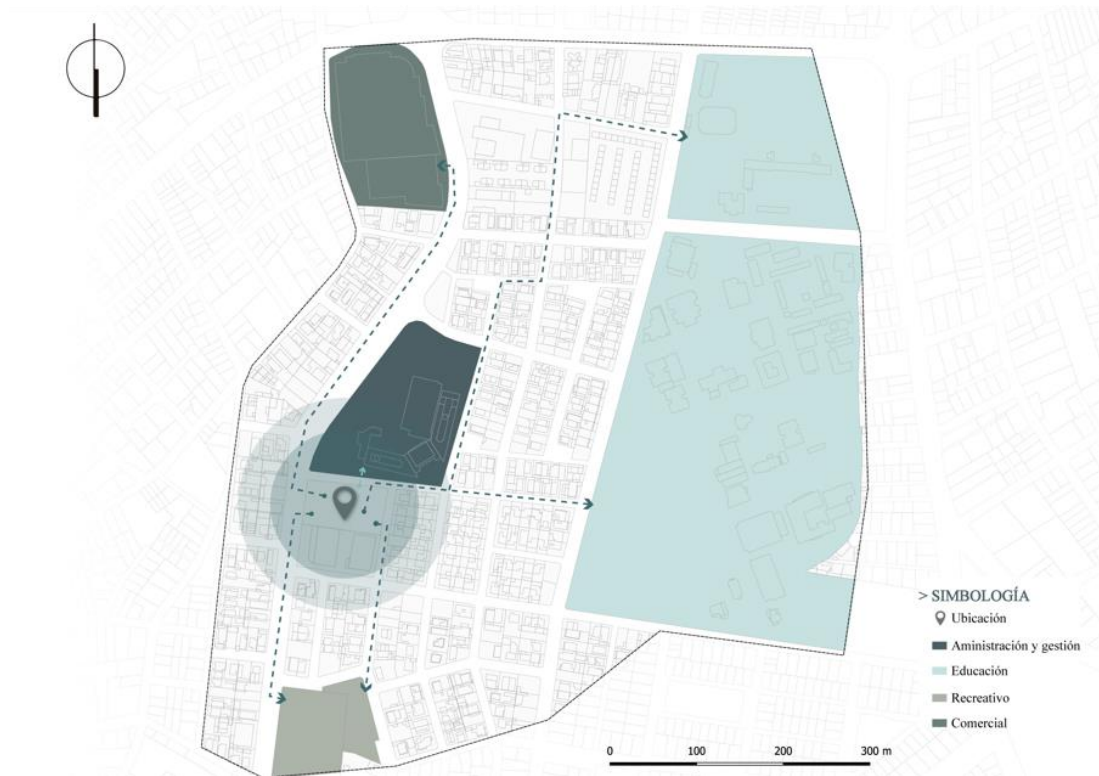 > SIMBOLOGÍA
Ubicación
Aministración y gestión
Educación
Recreativo
Comercial
0 100 200 300 m